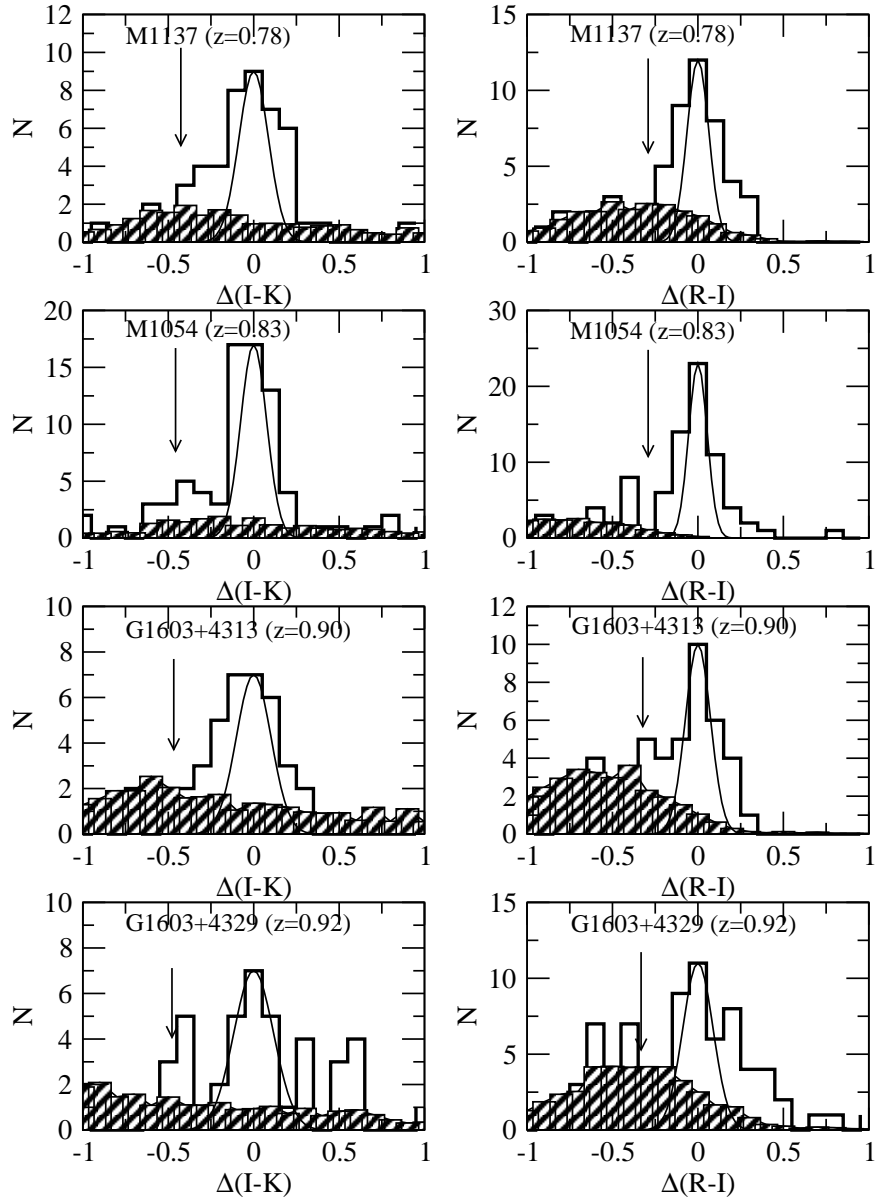 M1137 (z=0.78)
N
12
10
8
6
4
2
0
-1 -0.5 0 0.5 1
Δ(I-K)
M1137 (z=0.78)
N
15
10
5
0
-1 -0.5 0 0.5 1
Δ(R-I)
M1054 (z=0.83)
N
20
15
10
5
0
-1 -0.5 0 0.5 1
Δ(I-K)
M1054 (z=0.83)
N
30
20
10
0
-1 -0.5 0 0.5 1
Δ(R-I)
G1603+4313 (z=0.90)
N
10
8
6
4
2
0
-1 -0.5 0 0.5 1
Δ(I-K)
G1603+4313 (z=0.90)
N
12
10
8
6
4
2
0
-1 -0.5 0 0.5 1
Δ(R-I)
G1603+4329 (z=0.92)
N
10
8
6
4
2
0
-1 -0.5 0 0.5 1
Δ(I-K)
G1603+4329 (z=0.92)
N
15
10
5
0
-1 -0.5 0 0.5 1
Δ(R-I)